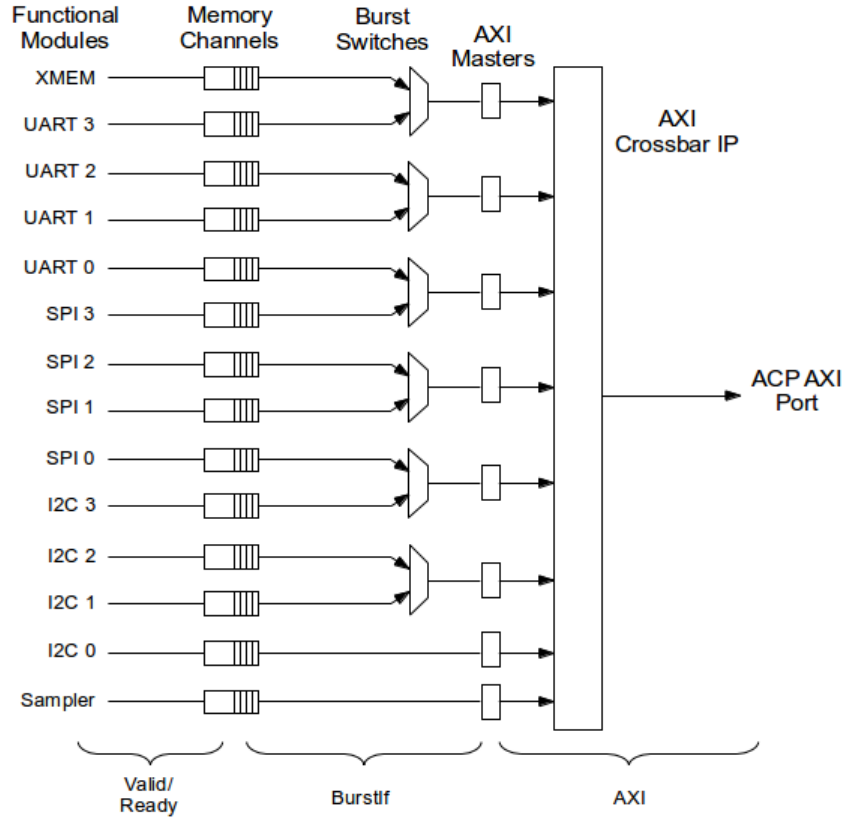 Functional
Modules
Memory
Channels
Burst
Switches
AXI
Masters
XMEM
UART 3
AXI
Crossbar IP
UART 2
UART 1
UART 0
SPI 3
SPI 2
SPI 1
ACP AXI
Port
SPI 0
I2C 3
I2C 2
I2C 1
I2C 0
Sampler
Valid/
Ready
BurstIf
AXI